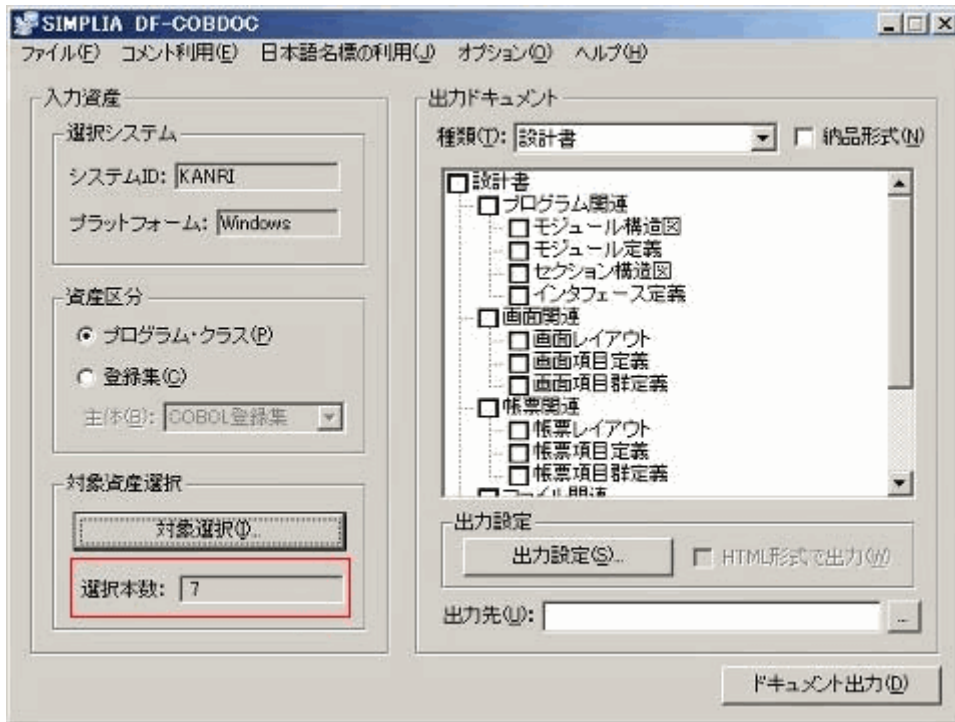 SIMPLIA DF-COBDOC
ファイル(F) コメント利用(E) 日本語名標の利用(J) オプション(O) ヘルプ(H)
入力資産
選択システム
システムID: KANRI
プラットフォーム: Windows
資産区分
プログラム・クラス(P)
登録集(C)
主体(B): COBOL登録集
対象資産選択
対象選択(I)...
選択本数: 7
出力ドキュメント
種類(T): 設計書
納品形式(N)
設計書
プログラム関連
モジュール構造図
モジュール定義
セクション構造図
インタフェース定義
画面関連
画面レイアウト
画面項目定義
画面項目群定義
帳票関連
帳票レイアウト
帳票項目定義
帳票項目群定義
ファイル関連
出力設定
出力設定(S)...
HTML形式で出力(W)
出力先(U):
...
ドキュメント出力(D)